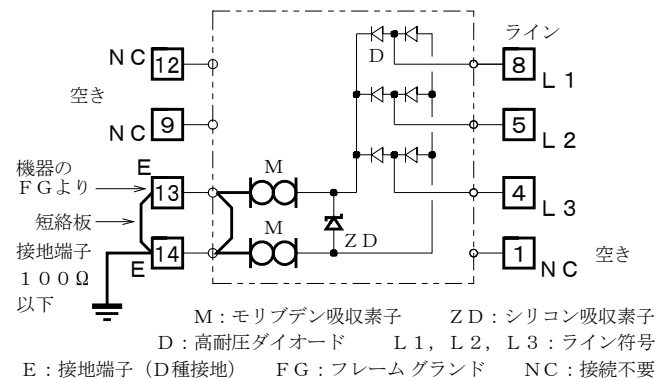 ライン
NC 12
D
8 L1
空き
NC 9
5 L2
機器の
FGより
E
13
M
4 L3
短絡板
M
ZD
接地端子
100Ω
以下
14
E
1 NC
空き
M：モリブデン吸収素子　ZD：シリコン吸収素子
D：高耐圧ダイオード　L1，L2，L3：ライン符号
E：接地端子（D種接地）　FG：フレームグランド　NC：接続不要